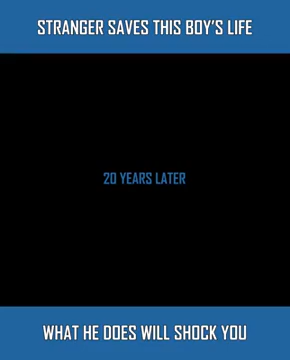 STRANGER SAVES THIS BOY'S LIFE
20 YEARS LATER
WHAT HE DOES WILL SHOCK YOU